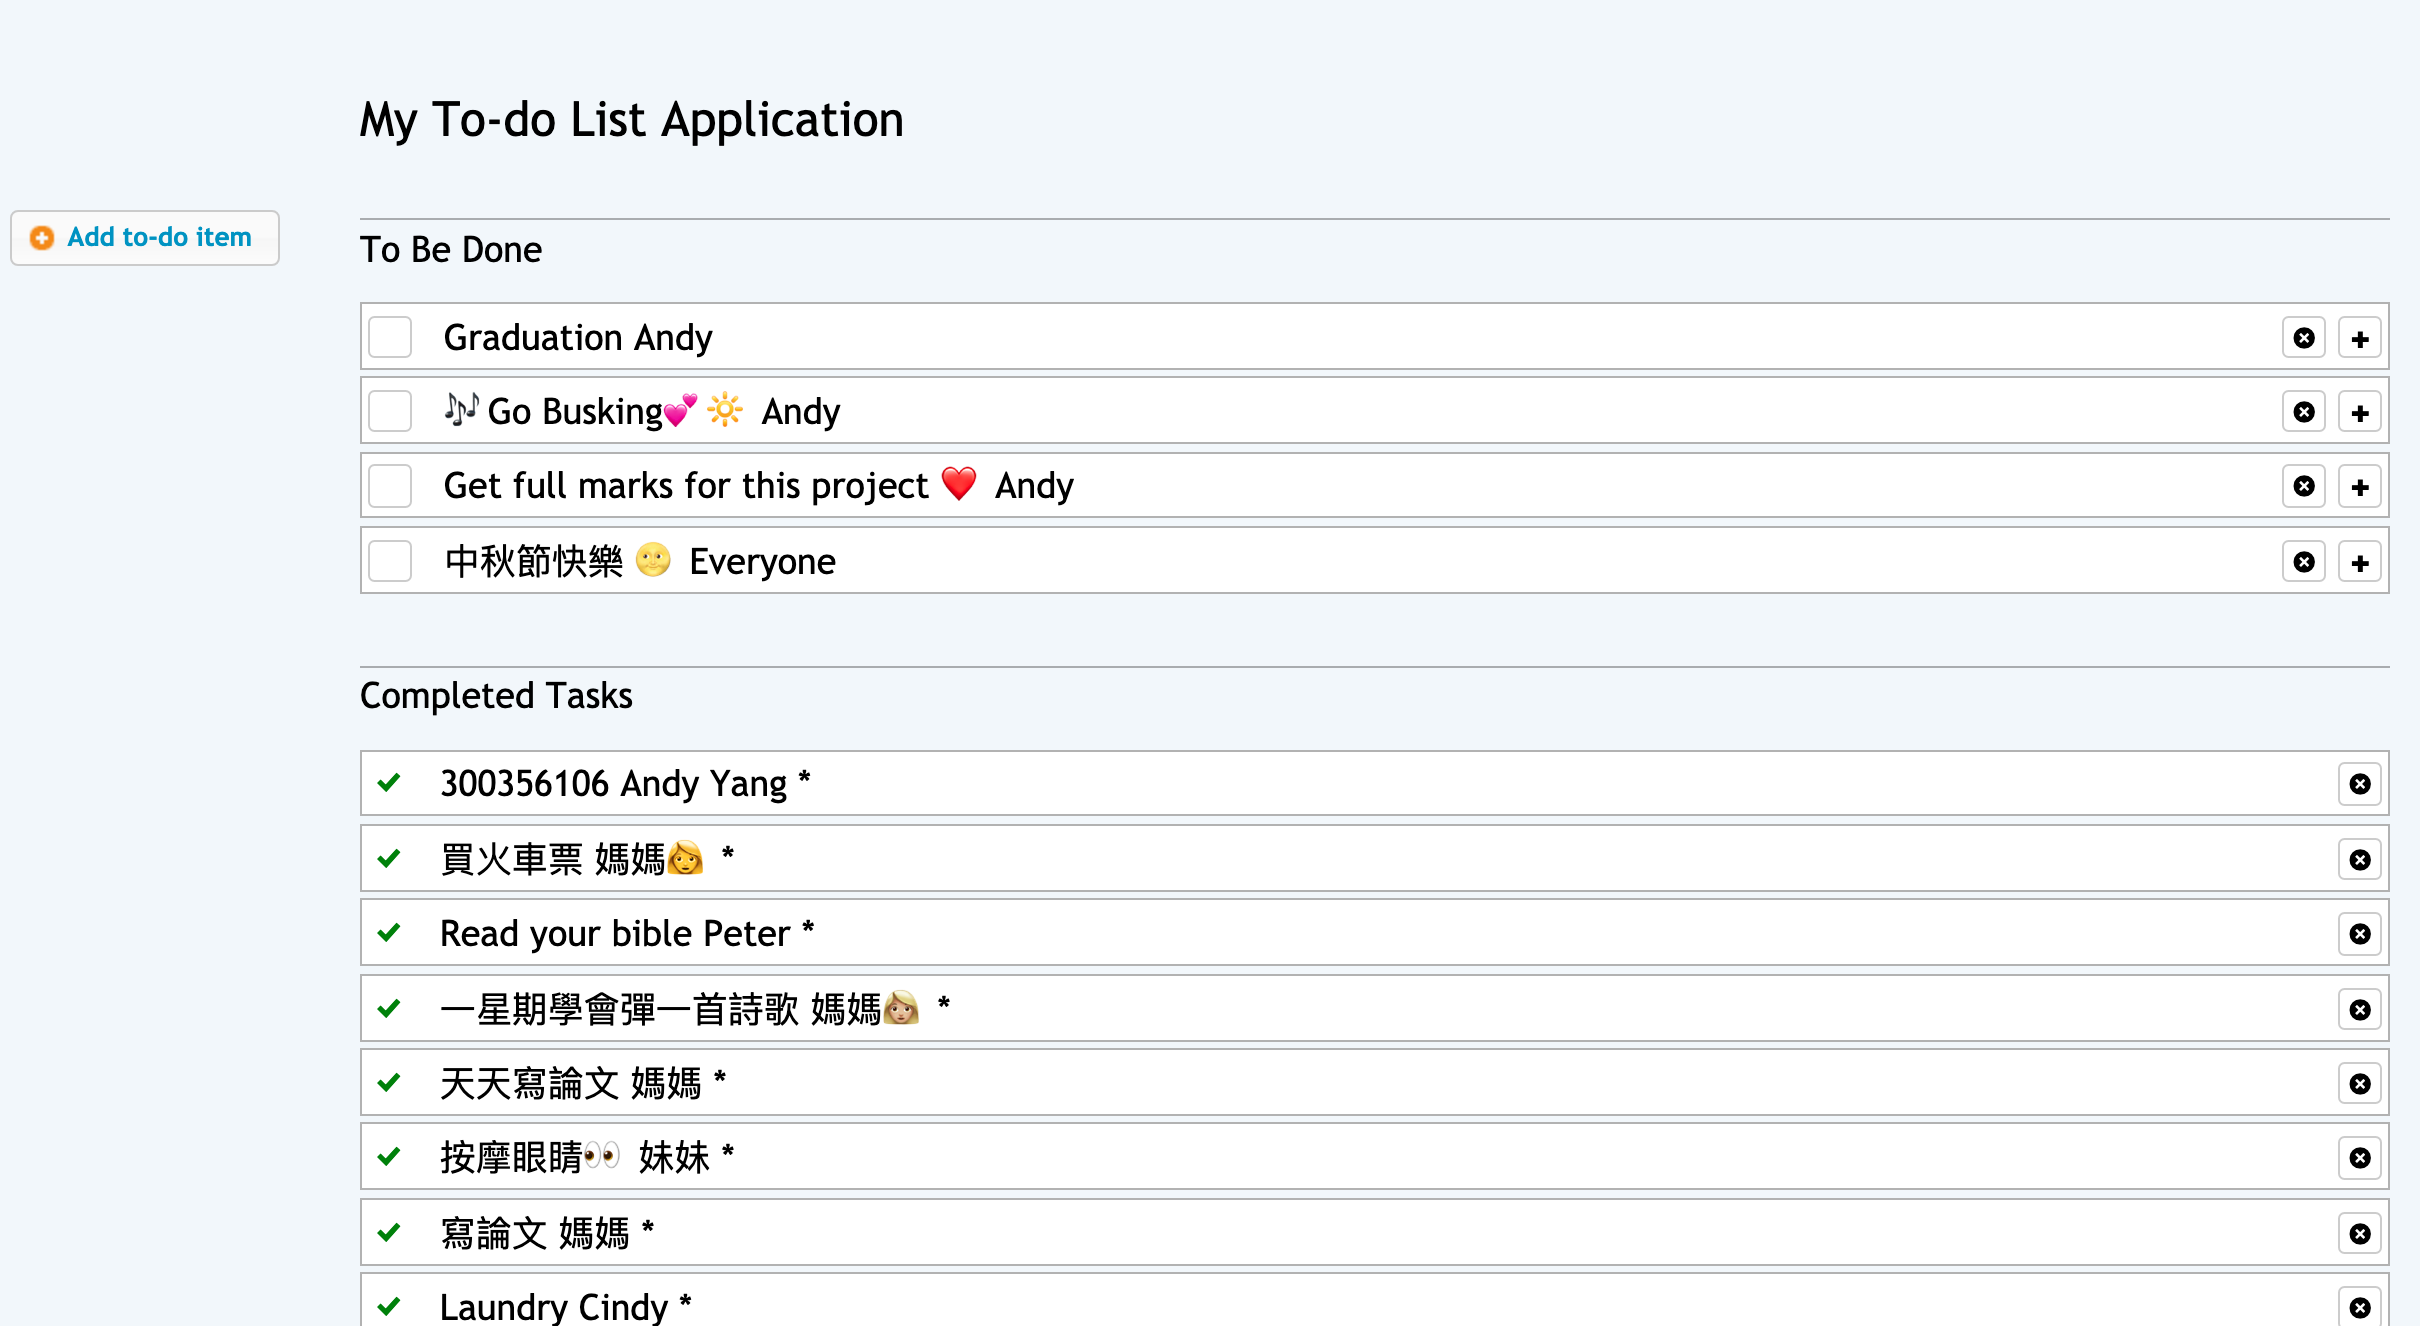 My To-do List Application
Add to-do item
To Be Done
Graduation Andy
🎶Go Busking💕🔆 Andy
Get full marks for this project ❤️ Andy
中秋節快樂 🌝 Everyone
Completed Tasks
300356106 Andy Yang *
買火車票 媽媽👩 *
Read your bible Peter *
一星期學會彈一首詩歌 媽媽👩🏼 *
天天寫論文 媽媽 *
按摩眼睛👀 妹妹 *
寫論文 媽媽 *
Laundry Cindy *